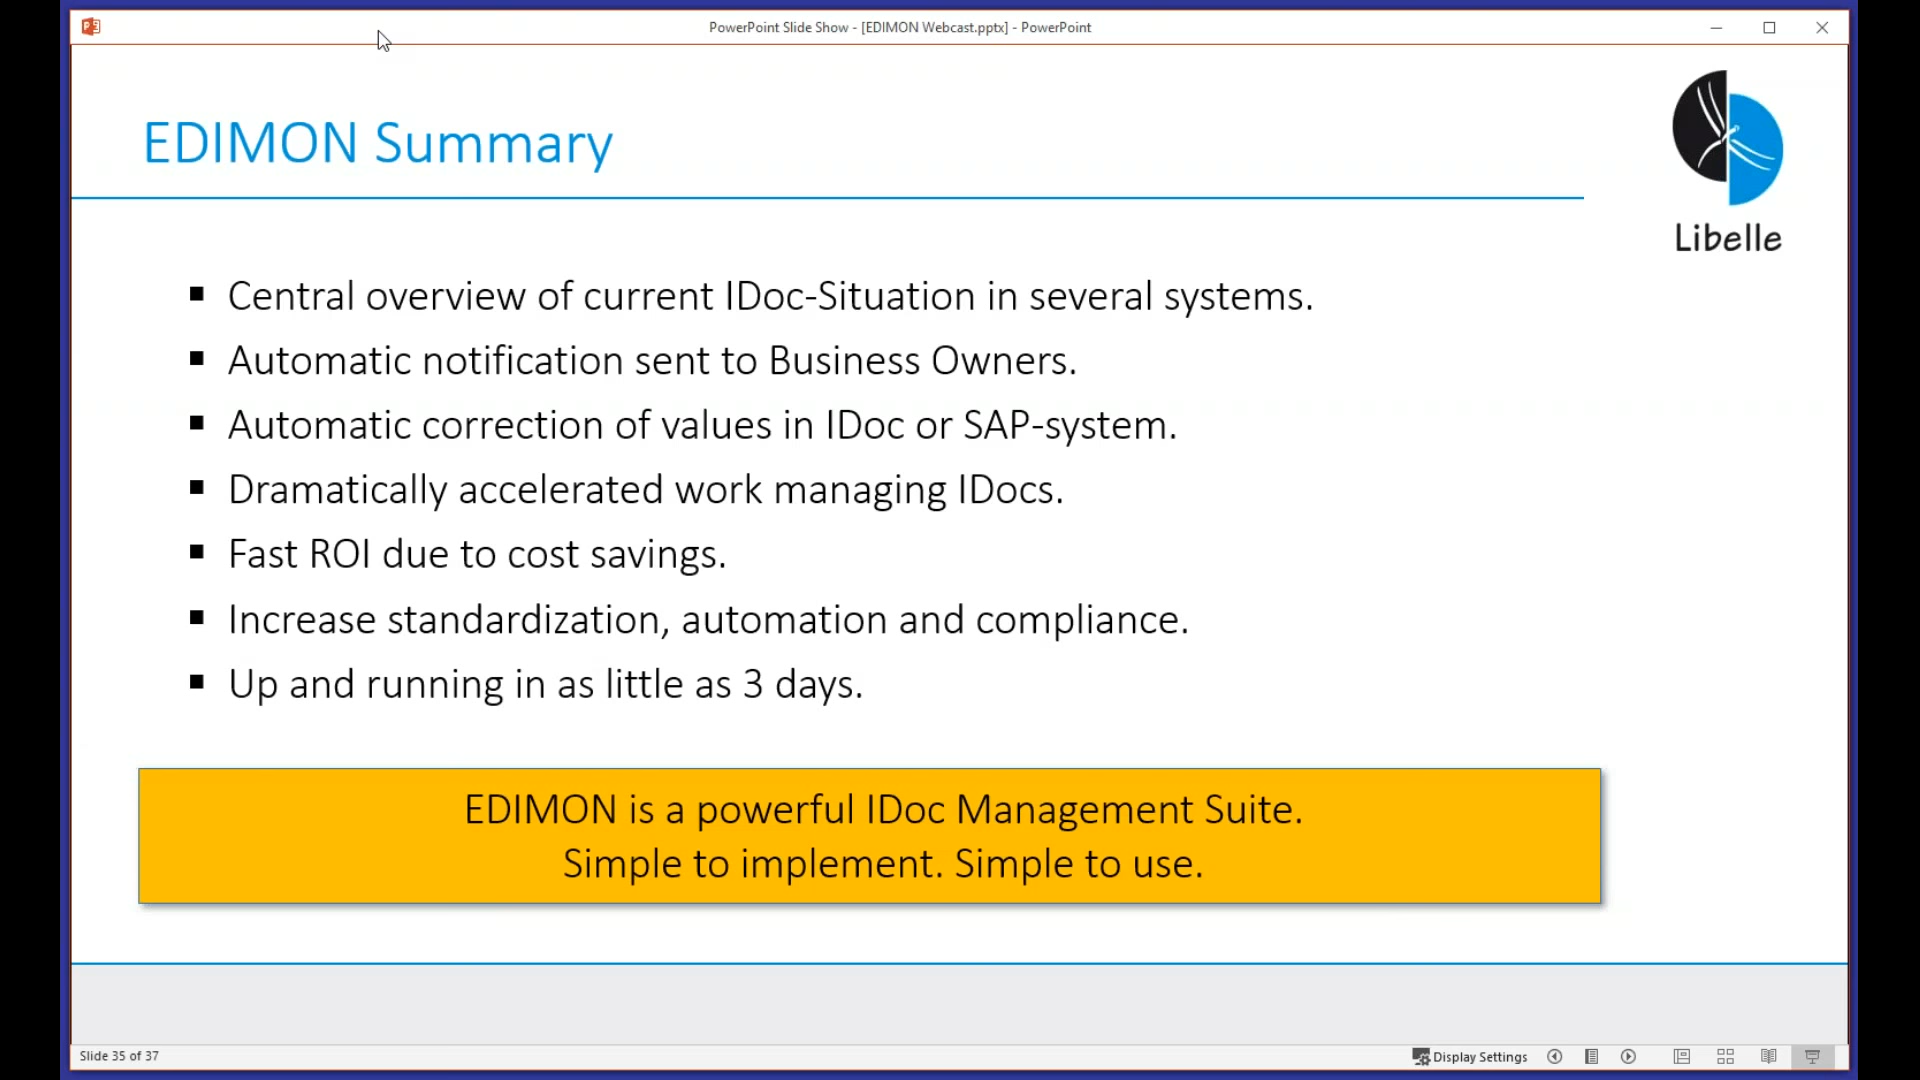 PowerPoint Slide Show - [EDIMON Webcast.pptx] - PowerPoint
EDIMON Summary
Libelle
▪ Central overview of current IDoc-Situation in several systems.
▪ Automatic notification sent to Business Owners.
▪ Automatic correction of values in IDoc or SAP-system.
▪ Dramatically accelerated work managing IDocs.
▪ Fast ROI due to cost savings.
▪ Increase standardization, automation and compliance.
▪ Up and running in as little as 3 days.
EDIMON is a powerful IDoc Management Suite.
Simple to implement. Simple to use.
Slide 35 of 37
Display Settings